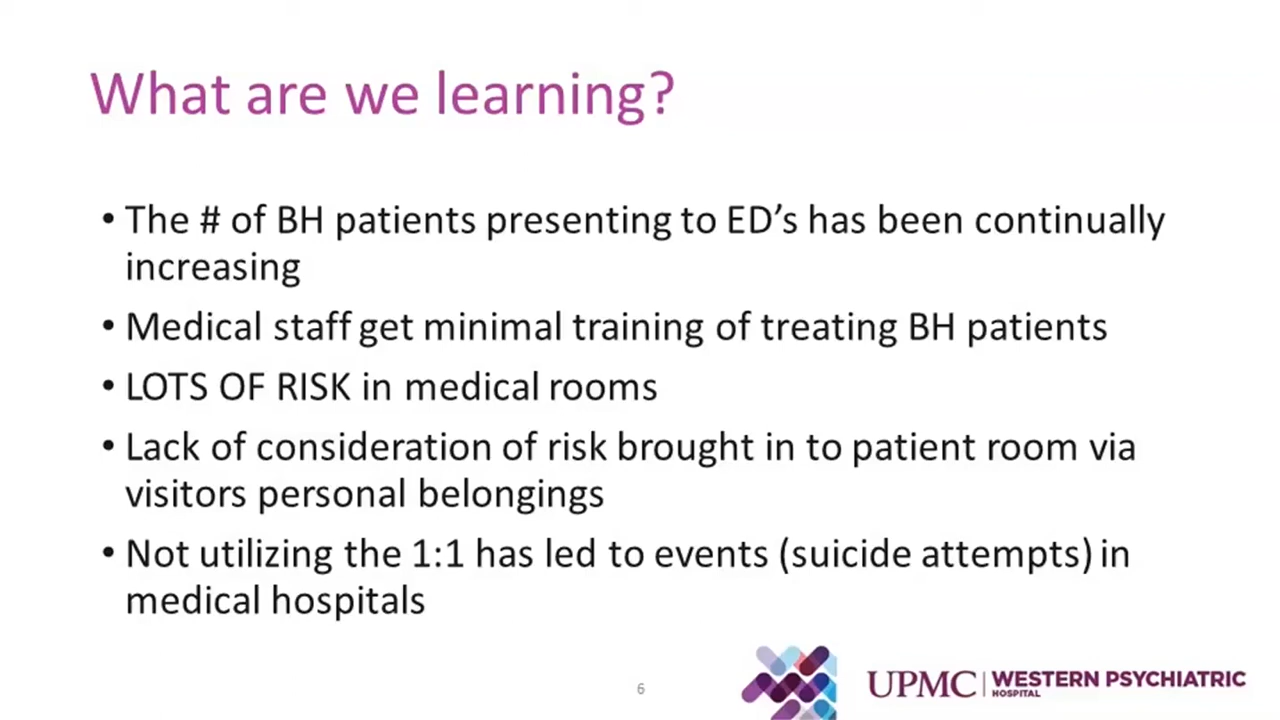 What are we learning?
• The # of BH patients presenting to ED’s has been continually
increasing
• Medical staff get minimal training of treating BH patients
• LOTS OF RISK in medical rooms
• Lack of consideration of risk brought in to patient room via
visitors personal belongings
• Not utilizing the 1:1 has led to events (suicide attempts) in
medical hospitals
6
UPMC | WESTERN PSYCHIATRIC
HOSPITAL